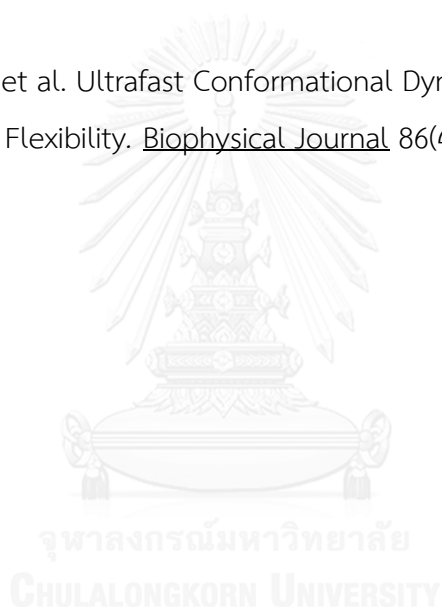 et al. Ultrafast Conformational Dyn
Flexibility. Biophysical Journal 86(4
จุฬาลงกรณ์มหาวิทยาลัย
CHULALONGKORN UNIVERSITY